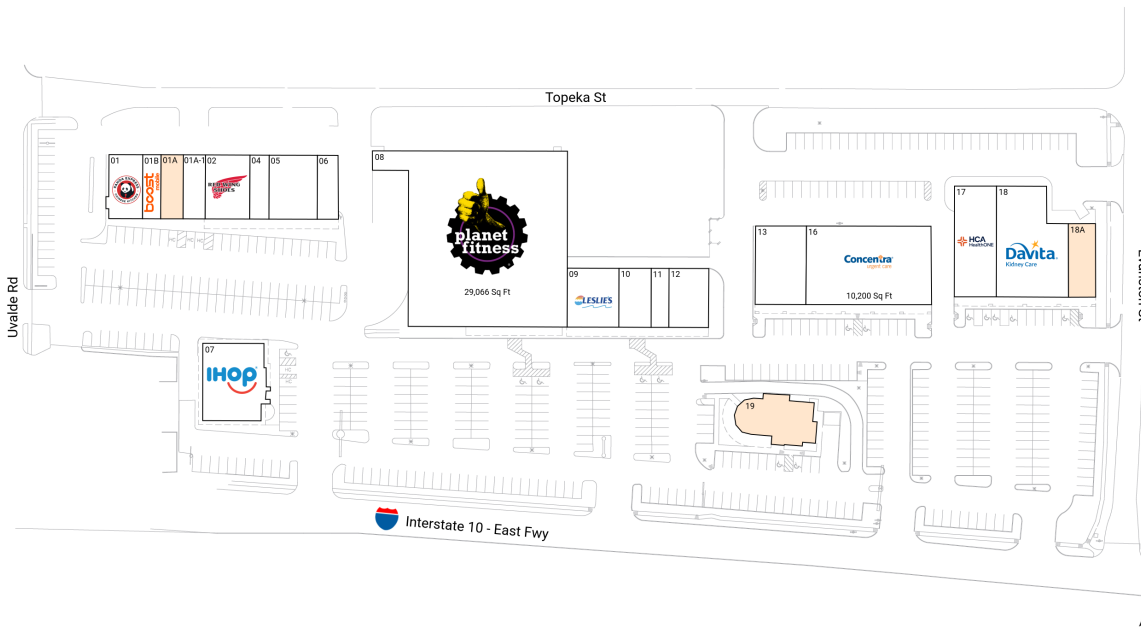 Topeka St
01
01B
01A
01A-1
02
04
05
06
PANDA EXPRESS
boost
mobile
RED WING
SHOES
08
planet
fitness
29,066 Sq Ft
09
10
11
12
LESLIE'S
13
16
Concentra
urgent care
10,200 Sq Ft
17
18
18A
HCA
HealthONE
DaVita
Kidney Care
Uvalde Rd
07
IHOP
19
Interstate 10 - East Fwy